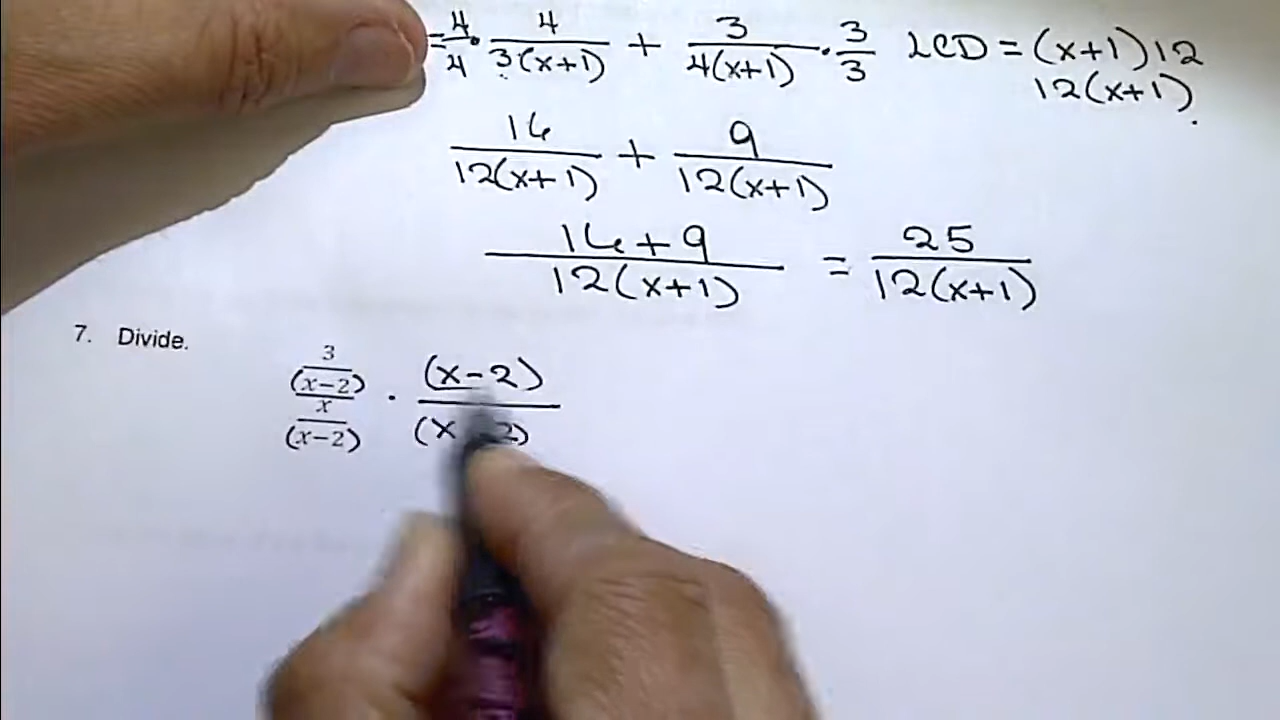 = 4/4 · 4/3(x+1) + 3/4(x+1) · 3/3 LCD = (x+1)12
12(x+1).
16/12(x+1) + 9/12(x+1)
16+9/12(x+1) = 25/12(x+1)
7. Divide.
3/(x-2) / x/(x-2) · (x-2)/(x-2)